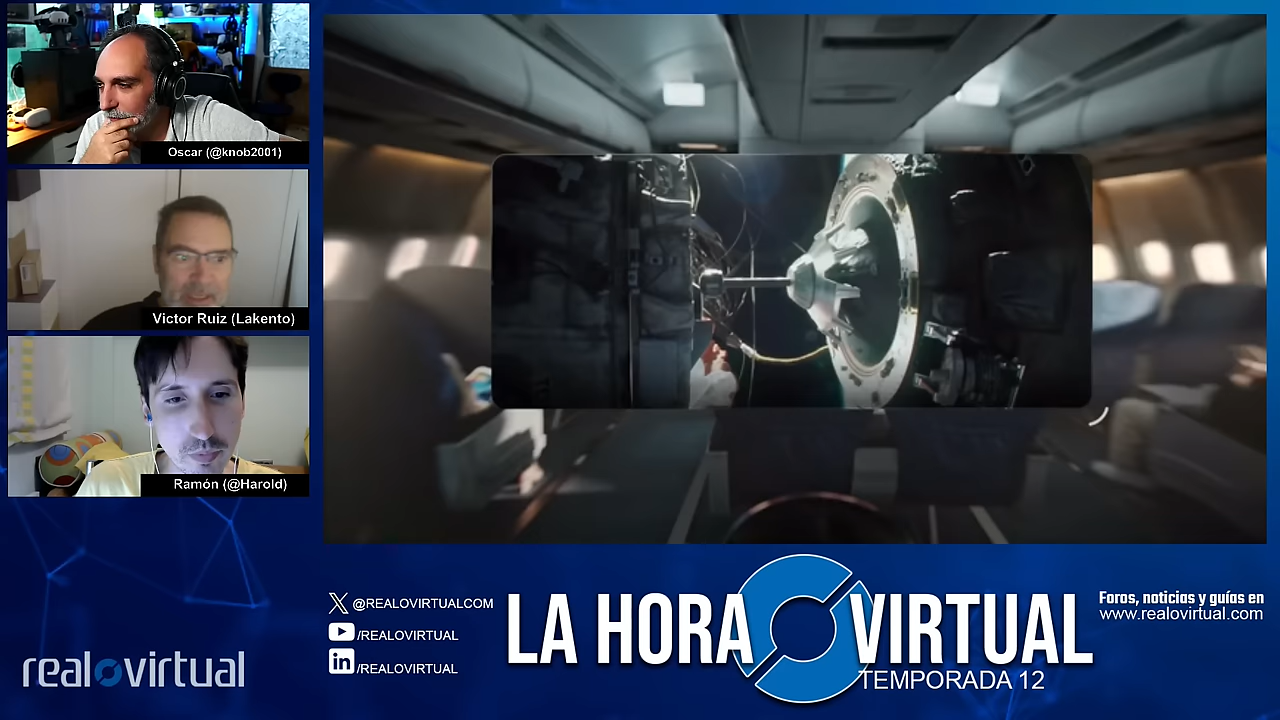 Oscar (@knob2001)
Victor Ruiz (Lakento)
Ramón (@Harold)
realovirtual
@REALOVIRTUALCOM
/REALOVIRTUAL
in /REALOVIRTUAL
LA HORA VIRTUAL
TEMPORADA 12
Foros, noticias y guías en
www.realovirtual.com